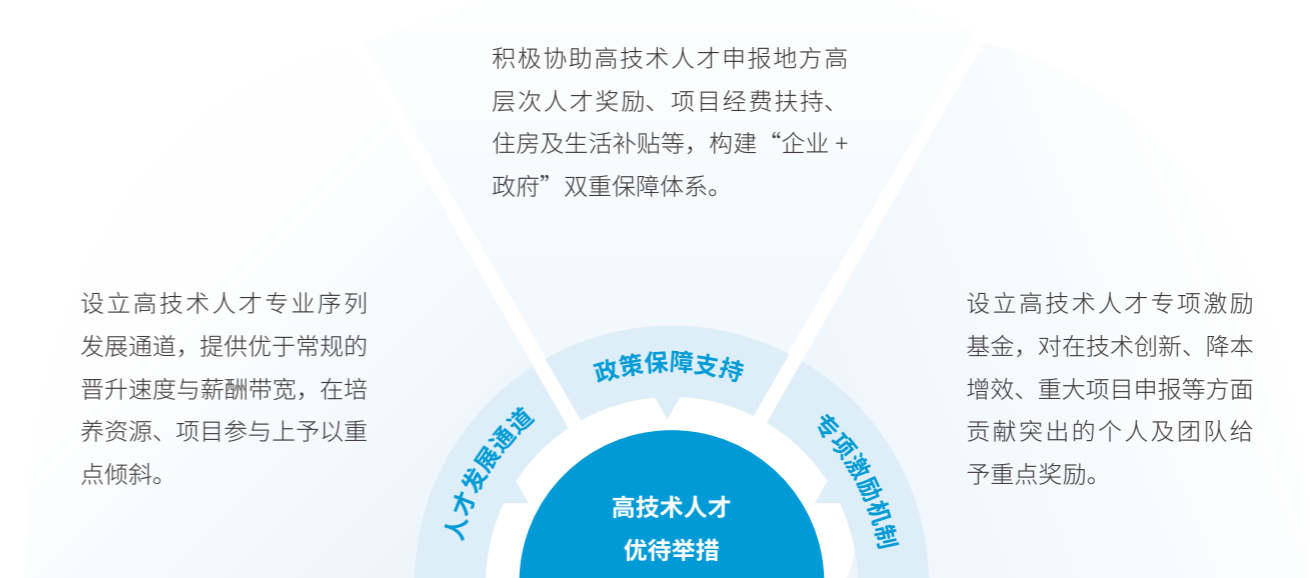 积极协助高技术人才申报地方高
层次人才奖励、项目经费扶持、
住房及生活补贴等，构建“企业 +
政府”双重保障体系。
设立高技术人才专业序列
发展通道，提供优于常规的
晋升速度与薪酬带宽，在培
养资源、项目参与上予以重
点倾斜。
设立高技术人才专项激励
基金，对在技术创新、降本
增效、重大项目申报等方面
贡献突出的个人及团队给
予重点奖励。
人才发展通道
政策保障支持
专项激励机制
高技术人才
优待举措